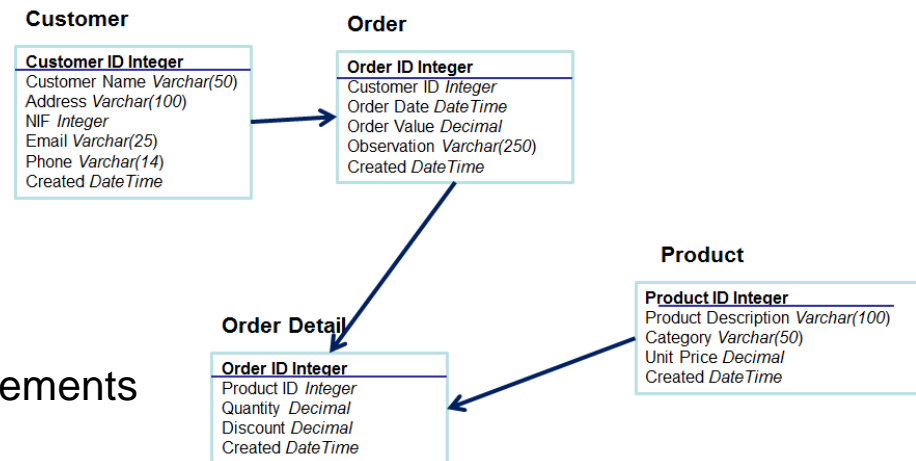 Customer
Customer ID Integer
Customer Name Varchar(50)
Address Varchar(100)
NIF Integer
Email Varchar(25)
Phone Varchar(14)
Created DateTime
Order
Order ID Integer
Customer ID Integer
Order Date DateTime
Order Value Decimal
Observation Varchar(250)
Created DateTime
Product
Product ID Integer
Product Description Varchar(100)
Category Varchar(50)
Unit Price Decimal
Created DateTime
Order Detail
Order ID Integer
Product ID Integer
Quantity Decimal
Discount Decimal
Created DateTime
ements